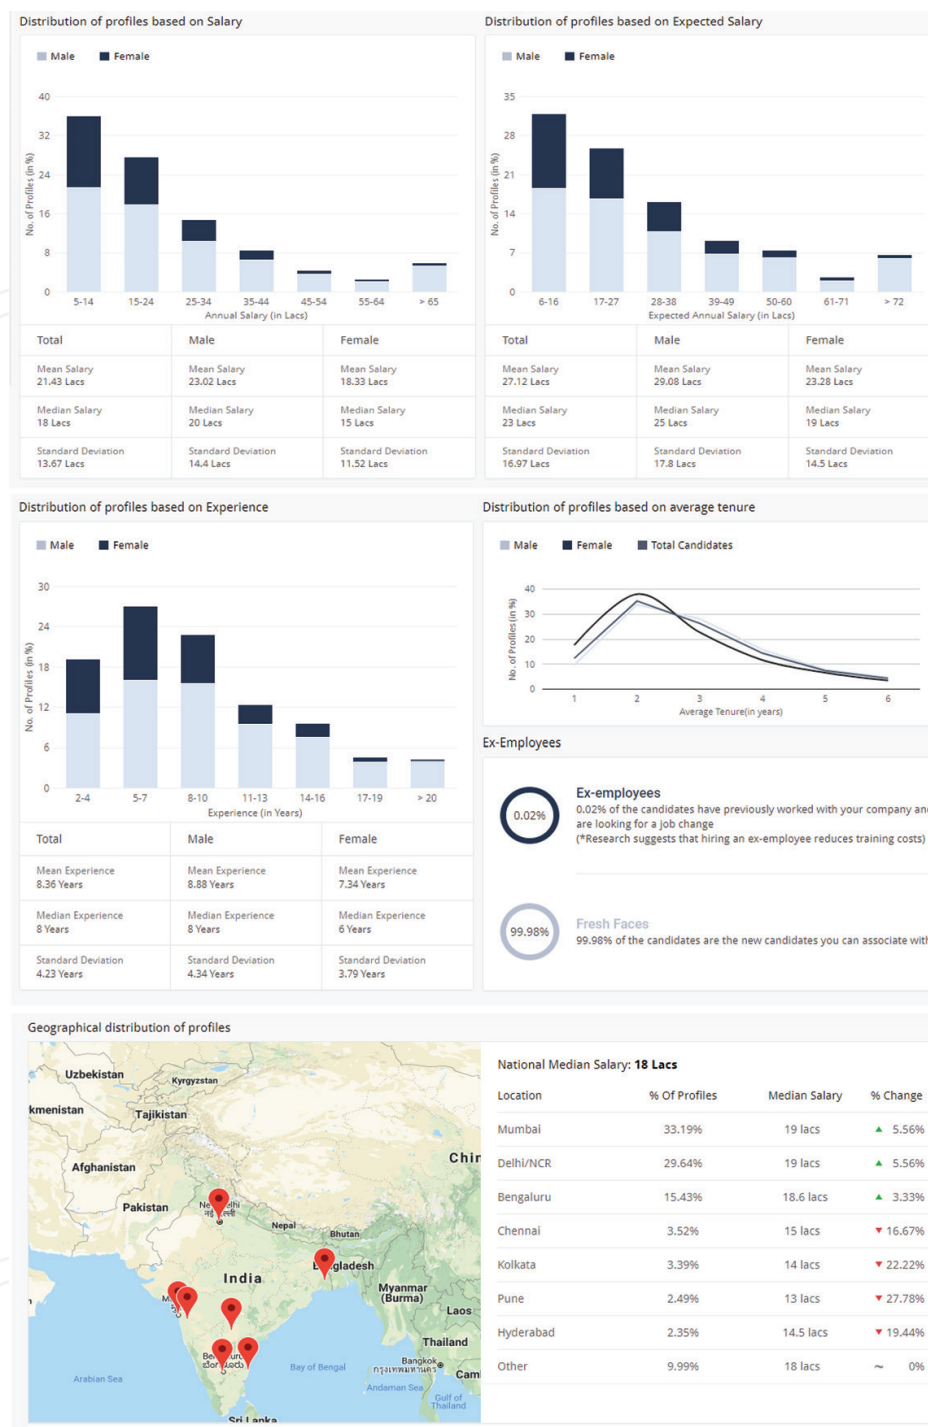 Distribution of profiles based on Salary
Male Female
40
32
24
16
8
0
No. of Profiles (in %)
5-14 15-24 25-34 35-44 45-54 55-64 > 65
Annual Salary (in Lacs)
Total Male Female
Mean Salary Mean Salary Mean Salary
21.43 Lacs 23.02 Lacs 18.33 Lacs
Median Salary Median Salary Median Salary
18 Lacs 20 Lacs 15 Lacs
Standard Deviation Standard Deviation Standard Deviation
13.67 Lacs 14.4 Lacs 11.52 Lacs
Distribution of profiles based on Expected Salary
Male Female
35
28
21
14
7
0
No. of Profiles (in %)
6-16 17-27 28-38 39-49 50-60 61-71 > 72
Expected Annual Salary (in Lacs)
Total Male Female
Mean Salary Mean Salary Mean Salary
27.12 Lacs 29.08 Lacs 23.28 Lacs
Median Salary Median Salary Median Salary
23 Lacs 25 Lacs 19 Lacs
Standard Deviation Standard Deviation Standard Deviation
16.97 Lacs 17.8 Lacs 14.5 Lacs
Distribution of profiles based on Experience
Male Female
30
24
18
12
6
0
No. of Profiles (in %)
2-4 5-7 8-10 11-13 14-16 17-19 > 20
Experience (in Years)
Total Male Female
Mean Experience Mean Experience Mean Experience
8.36 Years 8.88 Years 7.34 Years
Median Experience Median Experience Median Experience
8 Years 8 Years 6 Years
Standard Deviation Standard Deviation Standard Deviation
4.23 Years 4.34 Years 3.79 Years
Distribution of profiles based on average tenure
Male Female Total Candidates
40
30
20
10
0
No. of Profiles (in %)
1 2 3 4 5 6
Average Tenure(in years)
Ex-Employees
0.02%
Ex-employees
0.02% of the candidates have previously worked with your company and
are looking for a job change
(*Research suggests that hiring an ex-employee reduces training costs)
99.98%
Fresh Faces
99.98% of the candidates are the new candidates you can associate with
Geographical distribution of profiles
Uzbekistan
Kyrgyzstan
kmenistan
Tajikistan
Afghanistan
Chin
Pakistan
Nepal
Bhutan
India
Myanmar
(Burma)
Laos
Thailand
Bangkok
กรุงเทพมหานคร
Arabian Sea
Bay of Bengal
Andaman Sea
Gulf of
Thailand
Cam
Sri Lanka
National Median Salary: 18 Lacs
Location % Of Profiles Median Salary % Change
Mumbai 33.19% 19 lacs ▲ 5.56%
Delhi/NCR 29.64% 19 lacs ▲ 5.56%
Bengaluru 15.43% 18.6 lacs ▲ 3.33%
Chennai 3.52% 15 lacs ▼ 16.67%
Kolkata 3.39% 14 lacs ▼ 22.22%
Pune 2.49% 13 lacs ▼ 27.78%
Hyderabad 2.35% 14.5 lacs ▼ 19.44%
Other 9.99% 18 lacs ~ 0%